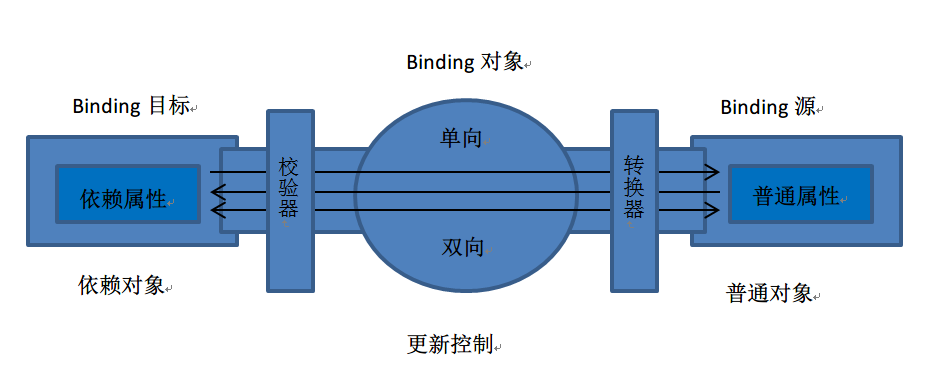 Binding 对象
Binding 目标
Binding 源
单向
校验器
转换器
依赖属性
普通属性
双向
依赖对象
普通对象
更新控制